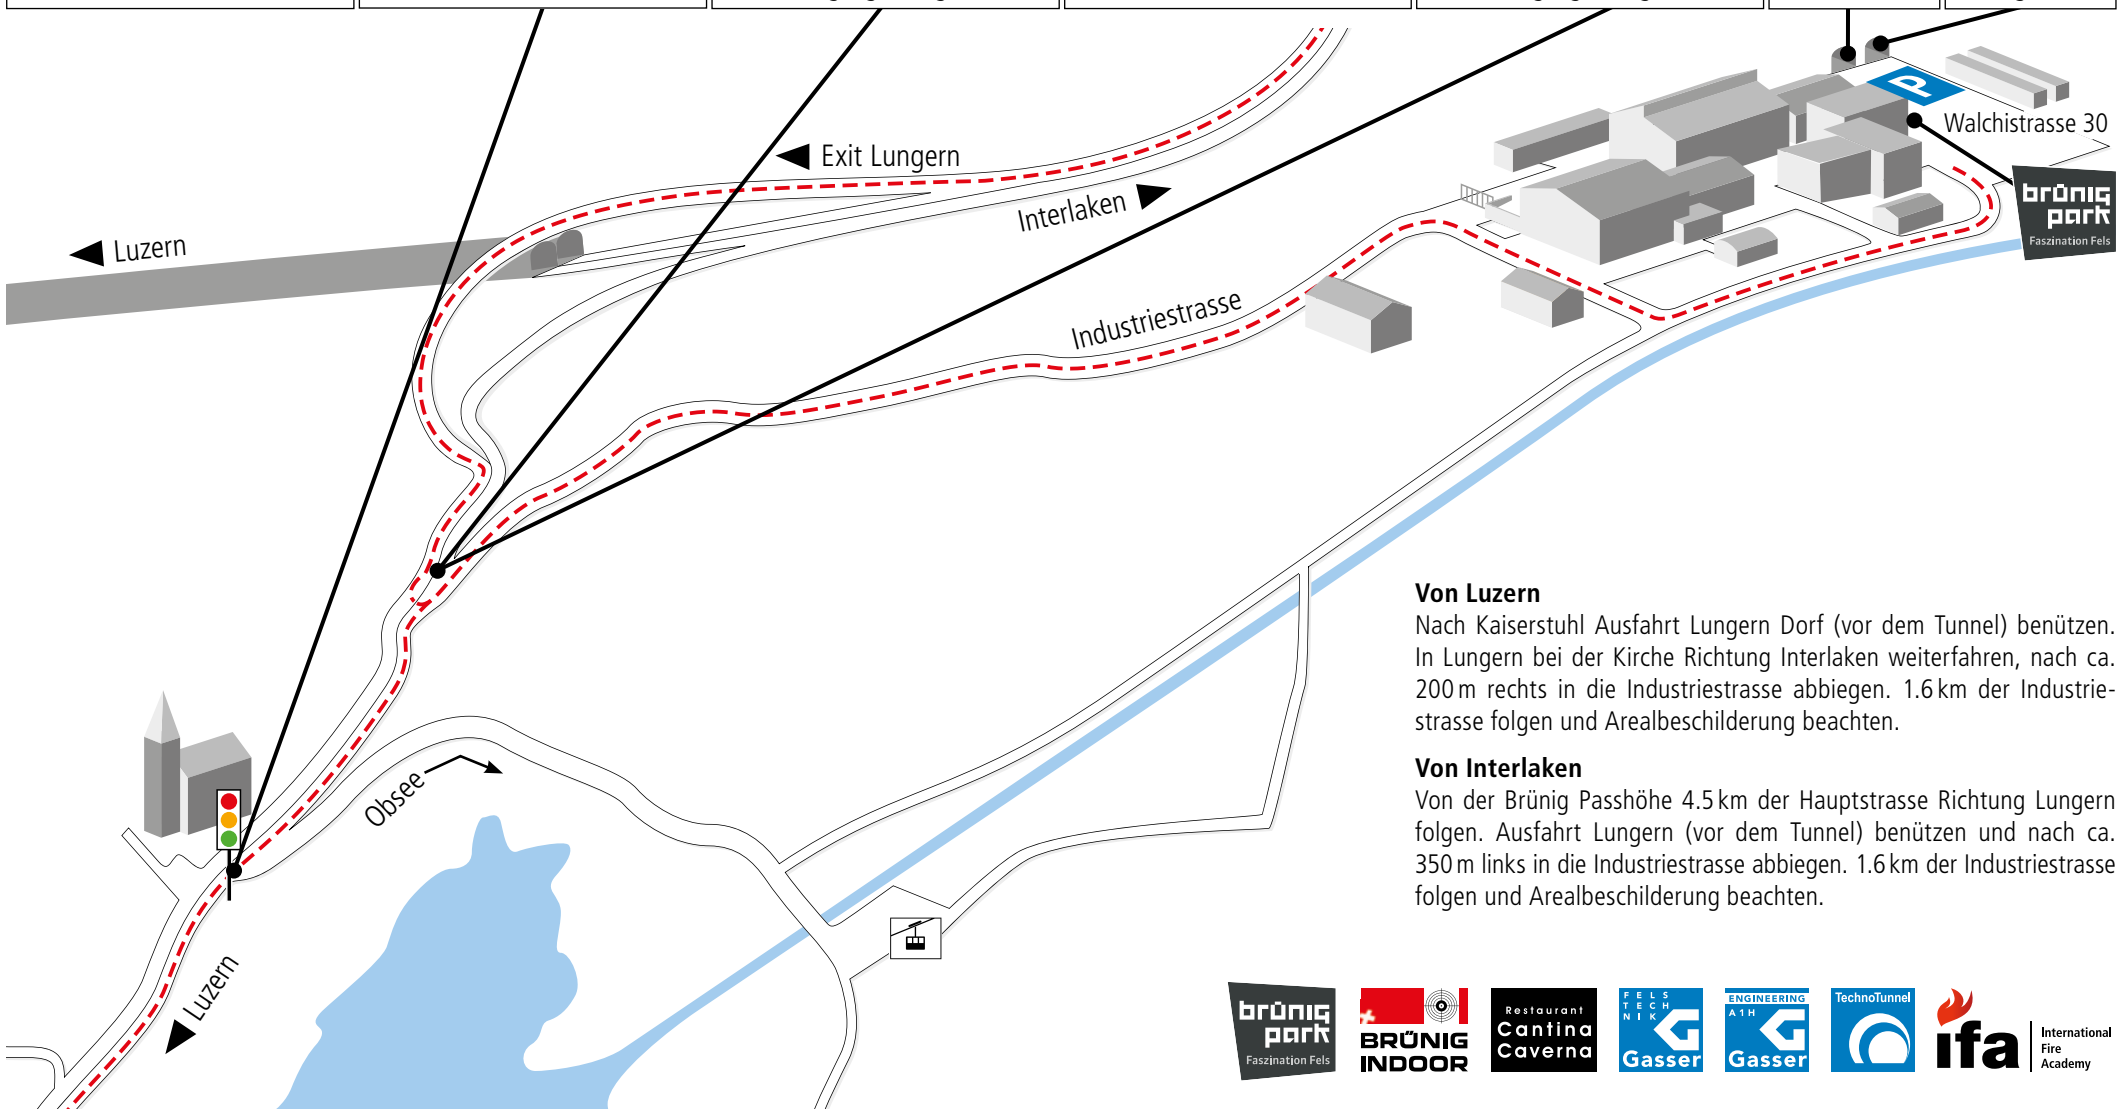 Exit Lungern
Interlaken
Luzern
Industriestrasse
P
Walchistrasse 30
brünig
park
Faszination Fels
Obsee
Luzern
Von Luzern
Nach Kaiserstuhl Ausfahrt Lungern Dorf (vor dem Tunnel) benützen.
In Lungern bei der Kirche Richtung Interlaken weiterfahren, nach ca.
200 m rechts in die Industriestrasse abbiegen. 1.6 km der Industrie-
strasse folgen und Arealbeschilderung beachten.
Von Interlaken
Von der Brünig Passhöhe 4.5 km der Hauptstrasse Richtung Lungern
folgen. Ausfahrt Lungern (vor dem Tunnel) benützen und nach ca.
350 m links in die Industriestrasse abbiegen. 1.6 km der Industriestrasse
folgen und Arealbeschilderung beachten.
brünig
park
Faszination Fels
BRÜNIG
INDOOR
Restaurant
Cantina
Caverna
FELS
TECH
NIK
Gasser
ENGINEERING
A1H
Gasser
TechnoTunnel
ifa
International
Fire
Academy